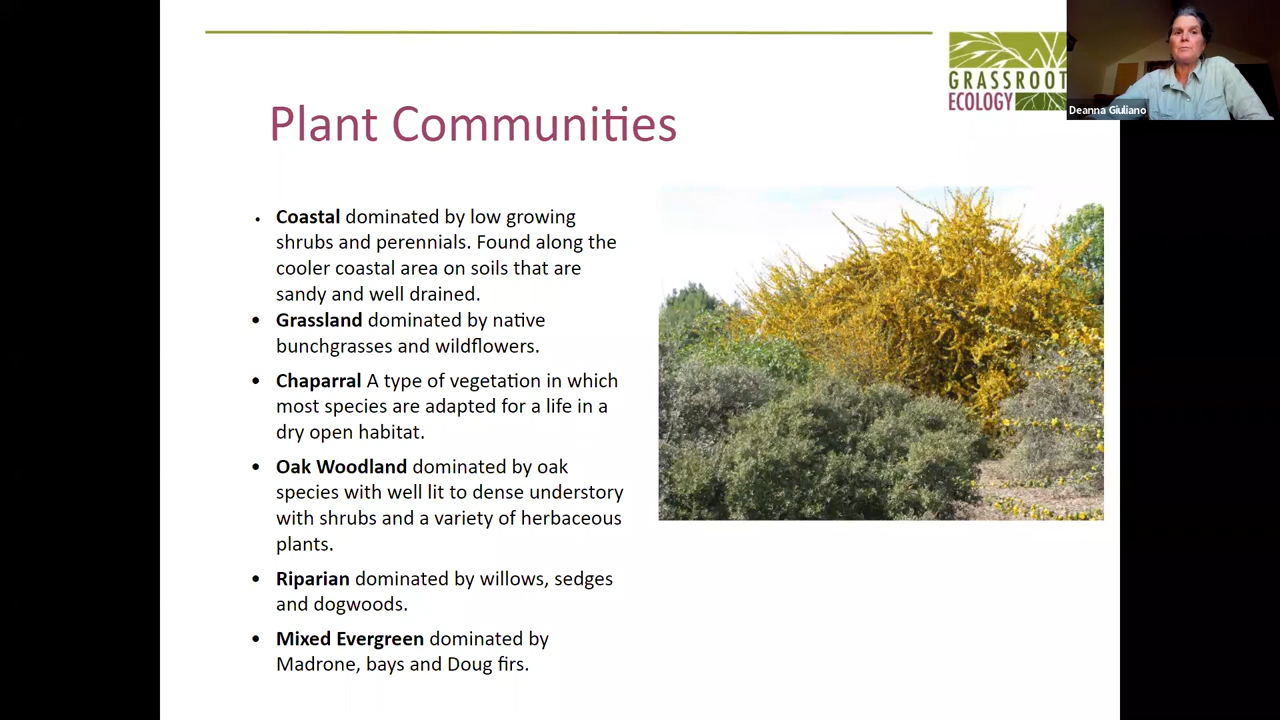 GRASSROOT
ECOLOGY
Deanna Giuliano
Plant Communities
• Coastal dominated by low growing
shrubs and perennials. Found along the
cooler coastal area on soils that are
sandy and well drained.
• Grassland dominated by native
bunchgrasses and wildflowers.
• Chaparral A type of vegetation in which
most species are adapted for a life in a
dry open habitat.
• Oak Woodland dominated by oak
species with well lit to dense understory
with shrubs and a variety of herbaceous
plants.
• Riparian dominated by willows, sedges
and dogwoods.
• Mixed Evergreen dominated by
Madrone, bays and Doug firs.